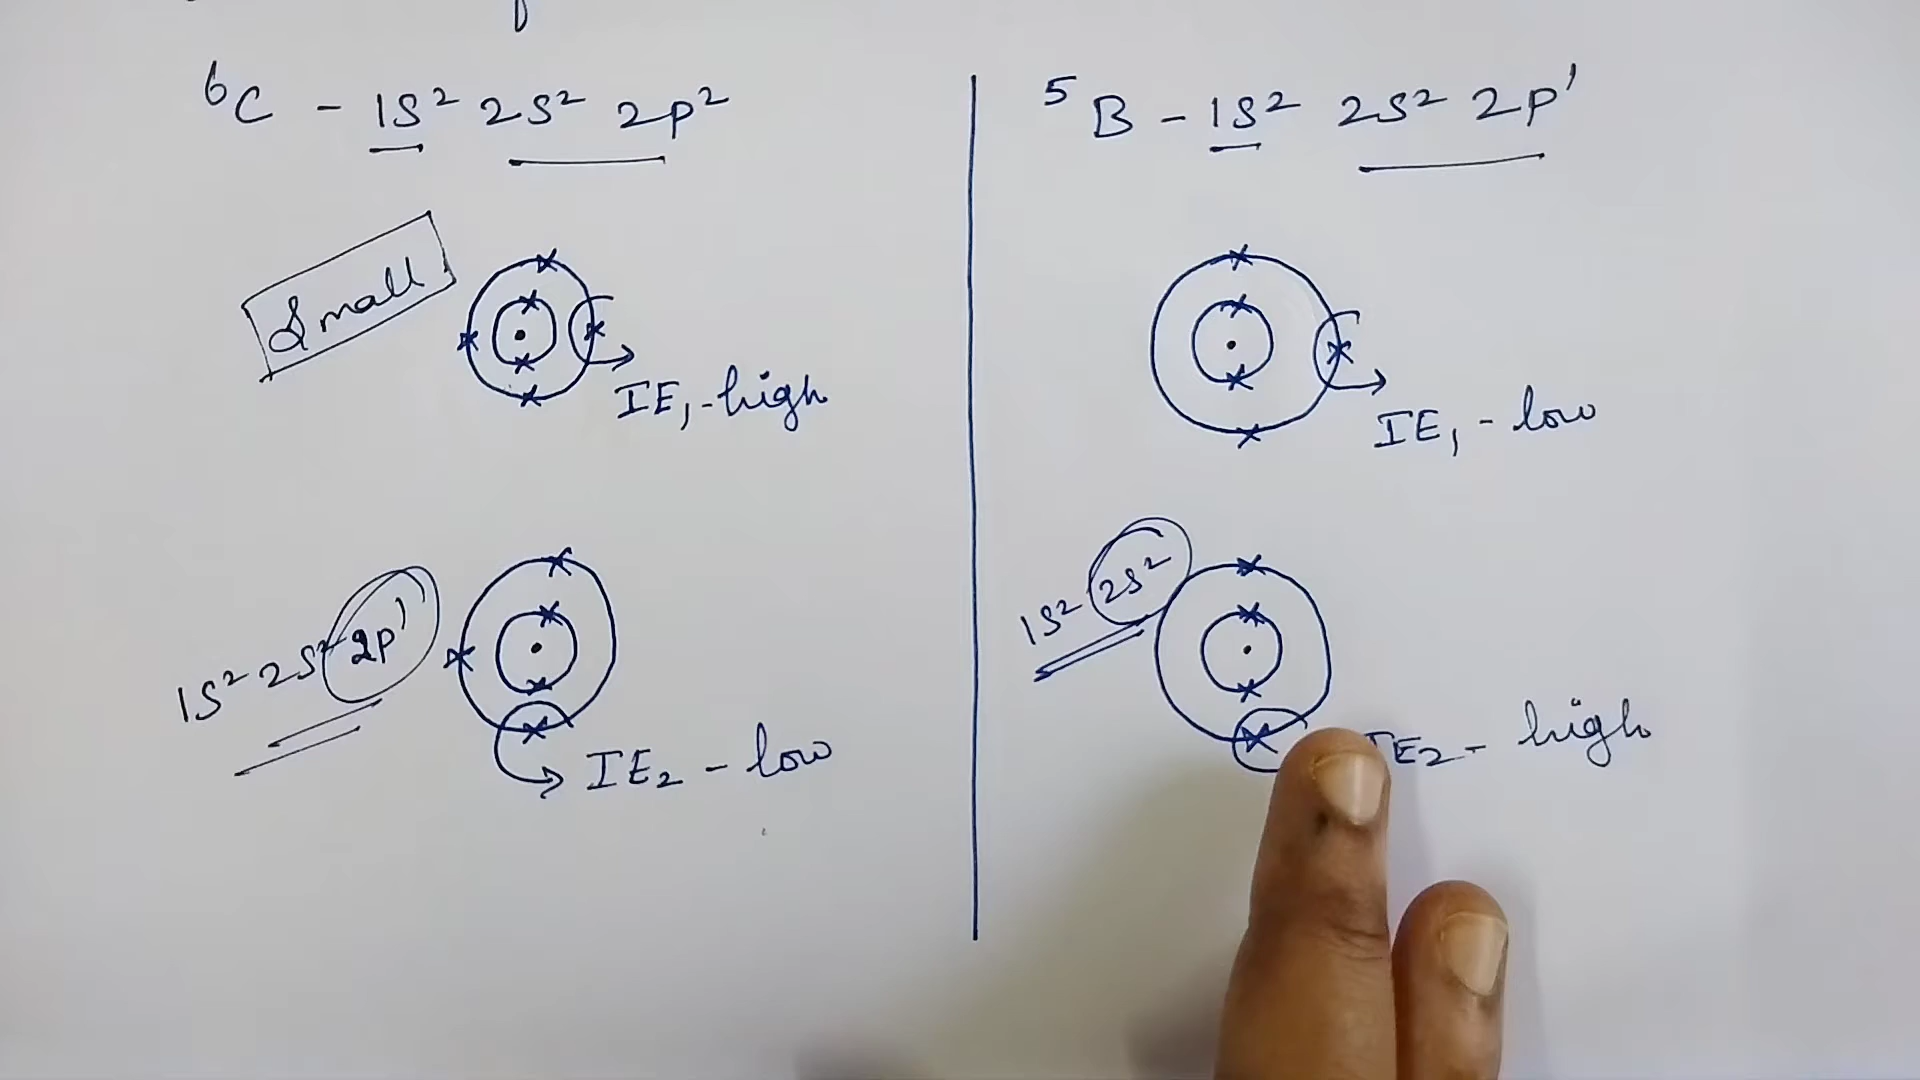 ⁶C - 1S² 2S² 2P²
Small
IE₁ - high
1S² 2S² 2P¹
IE₂ - low
⁵B - 1S² 2S² 2P¹
IE₁ - low
1S² 2S²
IE₂ - high